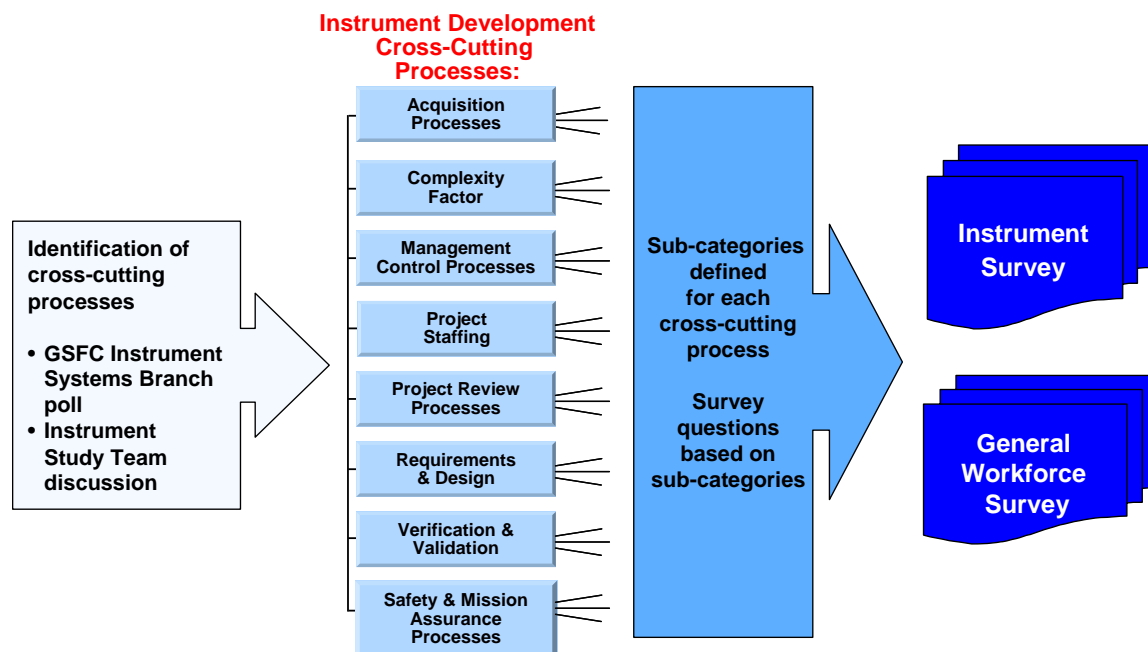 Instrument Development
Cross-Cutting
Processes:
Identification of
cross-cutting
processes
• GSFC Instrument
Systems Branch
poll
• Instrument
Study Team
discussion
Acquisition
Processes
Complexity
Factor
Management
Control Processes
Project
Staffing
Project Review
Processes
Requirements
& Design
Verification &
Validation
Safety & Mission
Assurance
Processes
Sub-categories
defined
for each
cross-cutting
process
Survey
questions
based on
sub-categories
Instrument
Survey
General
Workforce
Survey